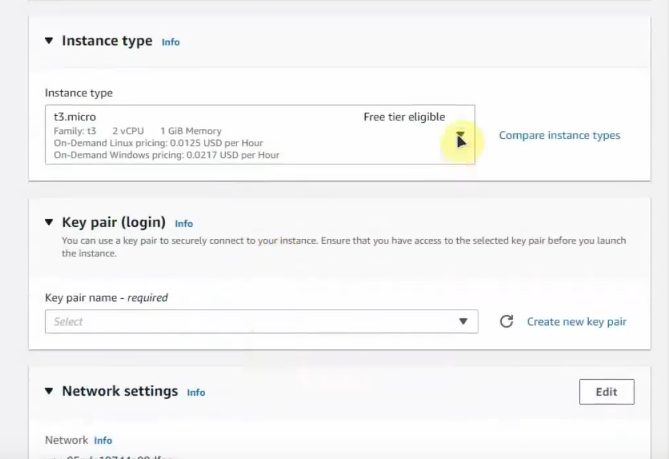 Instance type Info
Instance type
t3.micro Free tier eligible
Family: t3 2 vCPU 1 GiB Memory
On-Demand Linux pricing: 0.0125 USD per Hour
On-Demand Windows pricing: 0.0217 USD per Hour
Compare instance types
Key pair (login) Info
You can use a key pair to securely connect to your instance. Ensure that you have access to the selected key pair before you launch
the instance.
Key pair name - required
Select
Create new key pair
Network settings Info
Edit
Network Info